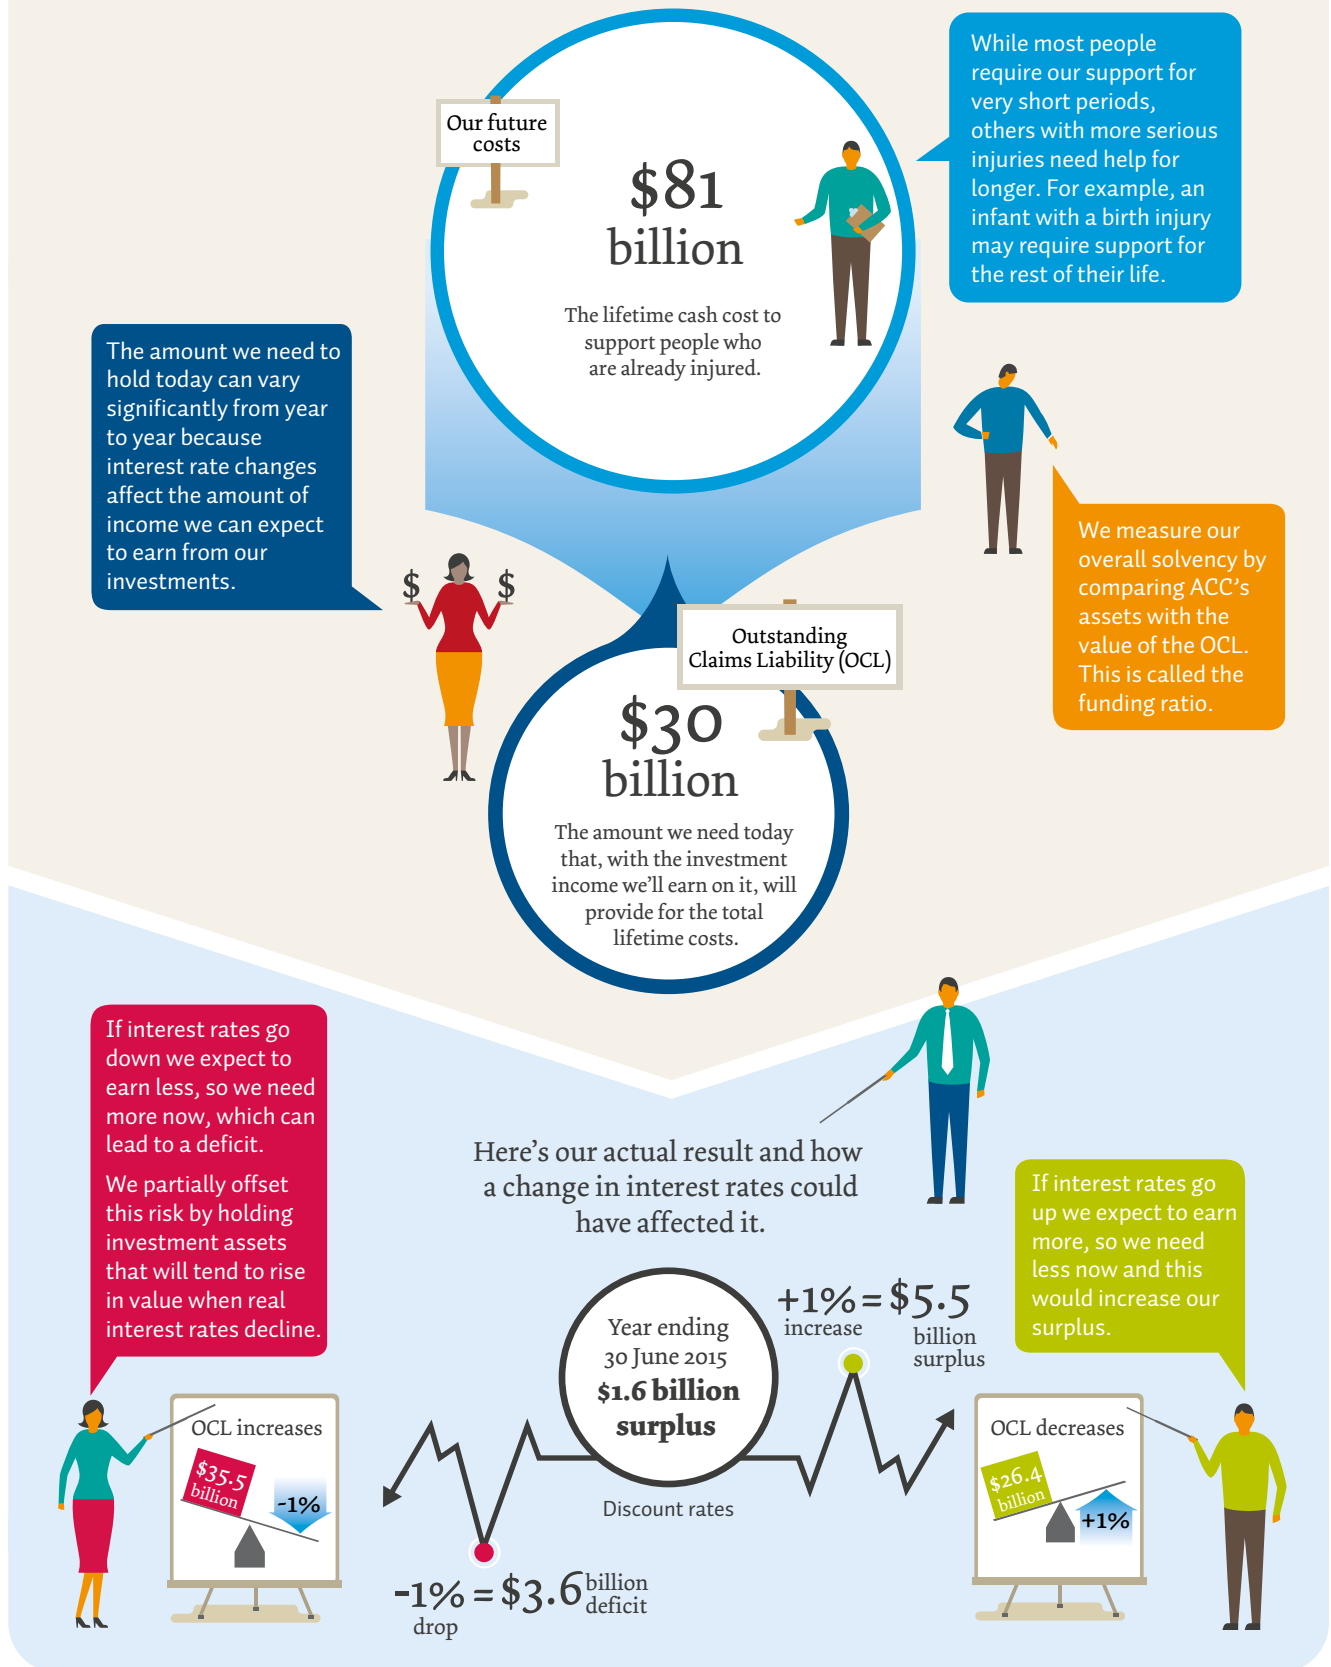 Our future
costs
$81
billion
The lifetime cash cost to
support people who
are already injured.
While most people
require our support for
very short periods,
others with more serious
injuries need help for
longer. For example, an
infant with a birth injury
may require support for
the rest of their life.
The amount we need to
hold today can vary
significantly from year
to year because
interest rate changes
affect the amount of
income we can expect
to earn from our
investments.
$ $
We measure our
overall solvency by
comparing ACC's
assets with the
value of the OCL.
This is called the
funding ratio.
Outstanding
Claims Liability (OCL)
$30
billion
The amount we need today
that, with the investment
income we'll earn on it, will
provide for the total
lifetime costs.
If interest rates go
down we expect to
earn less, so we need
more now, which can
lead to a deficit.
We partially offset
this risk by holding
investment assets
that will tend to rise
in value when real
interest rates decline.
Here's our actual result and how
a change in interest rates could
have affected it.
If interest rates go
up we expect to earn
more, so we need
less now and this
would increase our
surplus.
Year ending
30 June 2015
$1.6 billion
surplus
+1% = $5.5
increase billion
surplus
OCL increases
$35.5
billion
-1%
Discount rates
OCL decreases
$26.4
billion
+1%
-1% = $3.6 billion
drop deficit